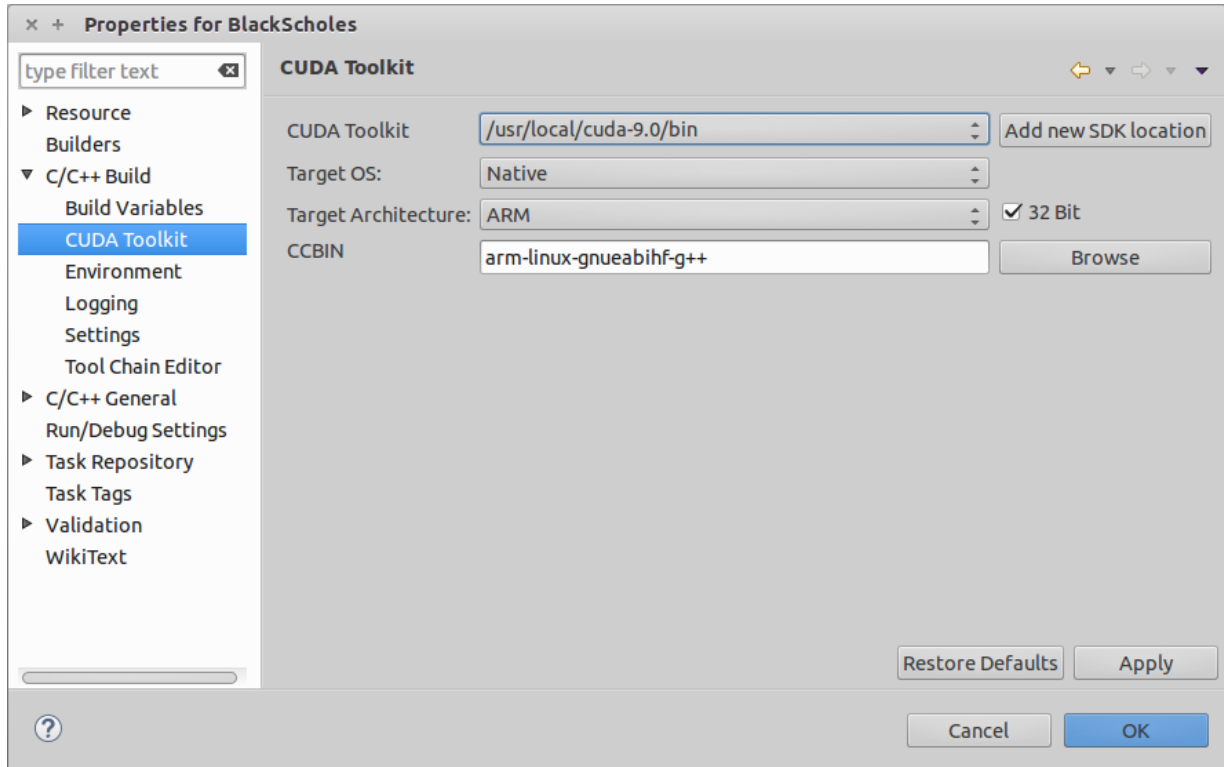 Properties for BlackScholes
type filter text
Resource
Builders
C/C++ Build
Build Variables
CUDA Toolkit
Environment
Logging
Settings
Tool Chain Editor
C/C++ General
Run/Debug Settings
Task Repository
Task Tags
Validation
WikiText
CUDA Toolkit
CUDA Toolkit /usr/local/cuda-9.0/bin Add new SDK location
Target OS: Native
Target Architecture: ARM 32 Bit
CCBIN arm-linux-gnueabihf-g++ Browse
Restore Defaults Apply
? Cancel OK